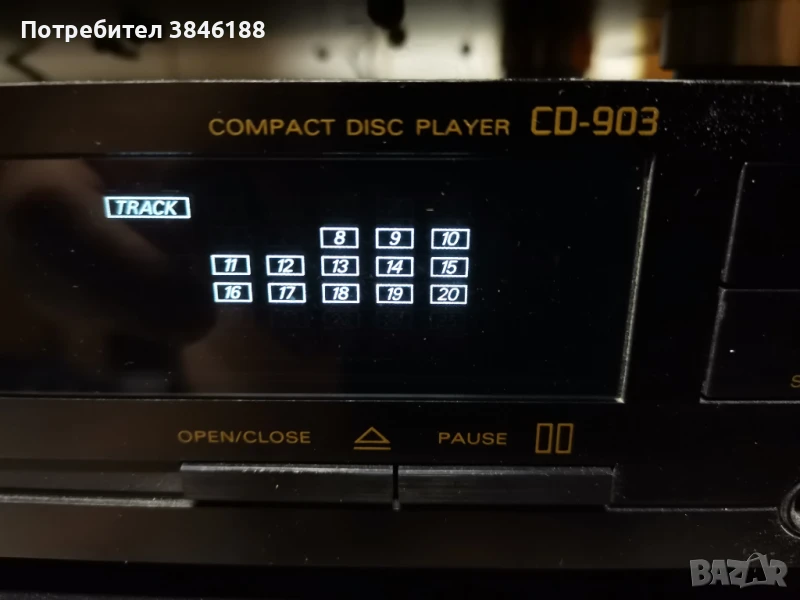 Потребител 3846188
COMPACT DISC PLAYER CD-903
TRACK
8 9 10
11 12 13 14 15
16 17 18 19 20
OPEN/CLOSE PAUSE
S
BAZAR